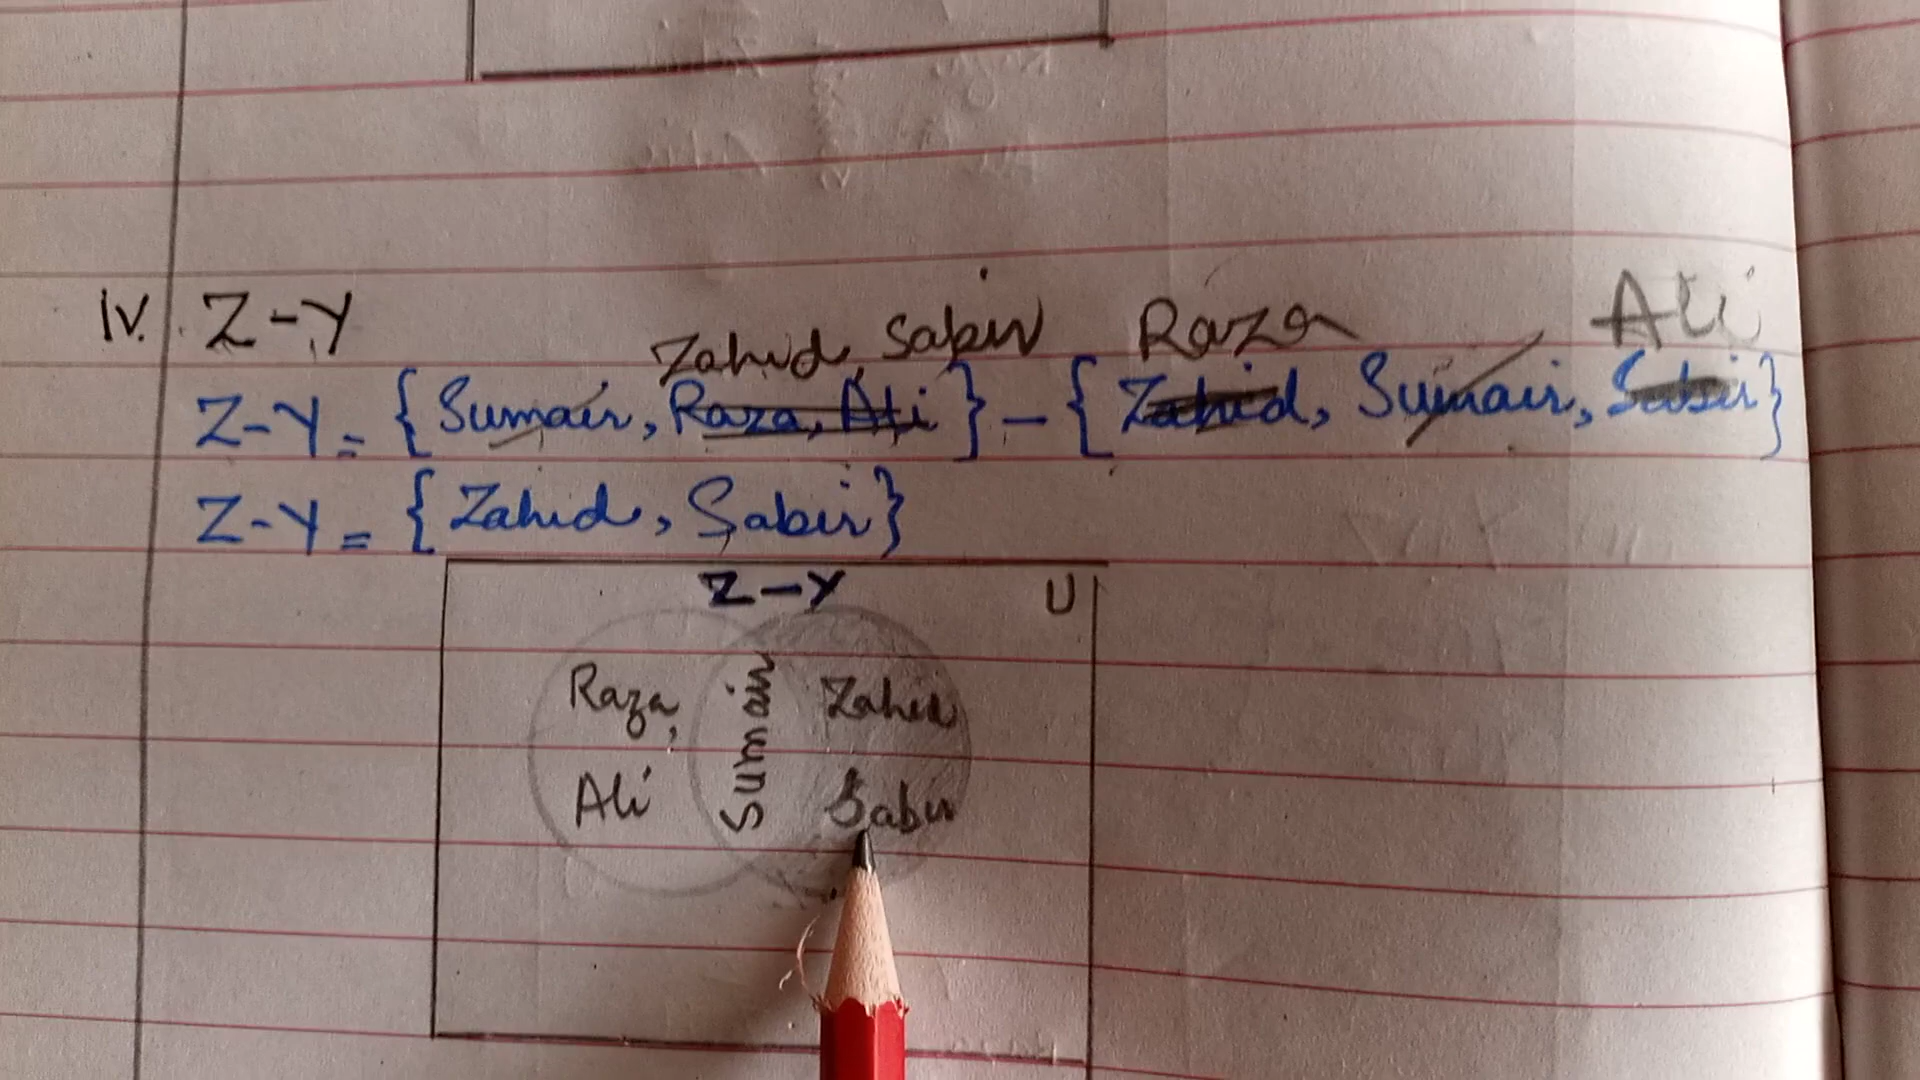 iv. Z-Y
Zahid, Sabir Raza Ali
Z-Y = {Sumair, Raza, Ali} - {Zahid, Sumair, Sabir}
Z-Y = {Zahid, Sabir}
Z-Y U
Raza, Sumair Zahid
Ali Sabir